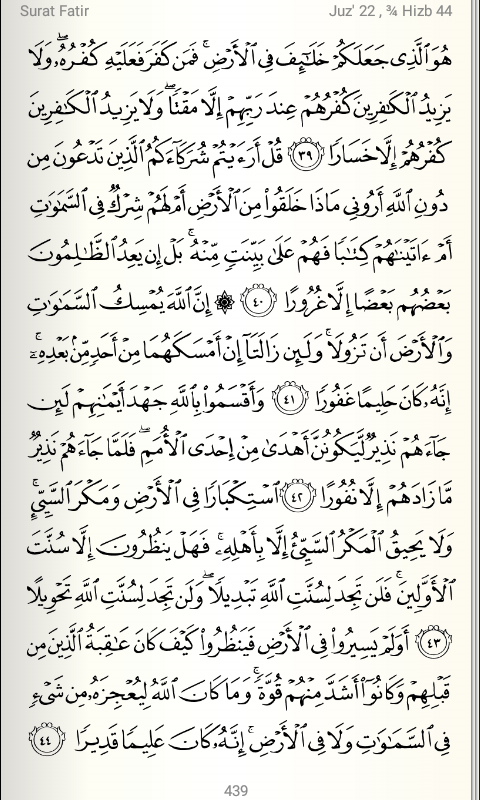 Surat Fatir Juz' 22 , ¾ Hizb 44
هُوَ ٱلَّذِى جَعَلَكُمْ خَلَـٰٓئِفَ فِى ٱلْأَرْضِ ۚ فَمَن كَفَرَ فَعَلَيْهِ كُفْرُهُۥ ۖ وَلَا
يَزِيدُ ٱلْكَـٰفِرِينَ كُفْرُهُمْ عِندَ رَبِّهِمْ إِلَّا مَقْتًا ۖ وَلَا يَزِيدُ ٱلْكَـٰفِرِينَ
كُفْرُهُمْ إِلَّا خَسَارًا ٣٩ قُلْ أَرَءَيْتُمْ شُرَكَآءَكُمُ ٱلَّذِينَ تَدْعُونَ مِن
دُونِ ٱللَّهِ أَرُونِى مَاذَا خَلَقُوا۟ مِنَ ٱلْأَرْضِ أَمْ لَهُمْ شِرْكٌ فِى ٱلسَّمَـٰوَٰتِ
أَمْ ءَاتَيْنَـٰهُمْ كِتَـٰبًا فَهُمْ عَلَىٰ بَيِّنَتٍ مِّنْهُ ۚ بَلْ إِن يَعِدُ ٱلظَّـٰلِمُونَ
بَعْضُهُم بَعْضًا إِلَّا غُرُورًا ٤٠ ۞ إِنَّ ٱللَّهَ يُمْسِكُ ٱلسَّمَـٰوَٰتِ
وَٱلْأَرْضَ أَن تَزُولَا ۚ وَلَئِن زَالَتَآ إِنْ أَمْسَكَهُمَا مِنْ أَحَدٍ مِّنۢ بَعْدِهِۦٓ ۚ
إِنَّهُۥ كَانَ حَلِيمًا غَفُورًا ٤١ وَأَقْسَمُوا۟ بِٱللَّهِ جَهْدَ أَيْمَـٰنِهِمْ لَئِن
جَآءَهُمْ نَذِيرٌ لَّيَكُونُنَّ أَهْدَىٰ مِنْ إِحْدَى ٱلْأُمَمِ ۖ فَلَمَّا جَآءَهُمْ نَذِيرٌ
مَّا زَادَهُمْ إِلَّا نُفُورًا ٤٢ ٱسْتِكْبَارًا فِى ٱلْأَرْضِ وَمَكْرَ ٱلسَّيِّئِ ۚ
وَلَا يَحِيقُ ٱلْمَكْرُ ٱلسَّيِّئُ إِلَّا بِأَهْلِهِۦ ۚ فَهَلْ يَنظُرُونَ إِلَّا سُنَّتَ
ٱلْأَوَّلِينَ ۚ فَلَن تَجِدَ لِسُنَّتِ ٱللَّهِ تَبْدِيلًا ۖ وَلَن تَجِدَ لِسُنَّتِ ٱللَّهِ تَحْوِيلًا
٤٣ أَوَلَمْ يَسِيرُوا۟ فِى ٱلْأَرْضِ فَيَنظُرُوا۟ كَيْفَ كَانَ عَـٰقِبَةُ ٱلَّذِينَ مِن
قَبْلِهِمْ وَكَانُوٓا۟ أَشَدَّ مِنْهُمْ قُوَّةً ۚ وَمَا كَانَ ٱللَّهُ لِيُعْجِزَهُۥ مِن شَىْءٍ
فِى ٱلسَّمَـٰوَٰتِ وَلَا فِى ٱلْأَرْضِ ۚ إِنَّهُۥ كَانَ عَلِيمًا قَدِيرًا ٤٤
439